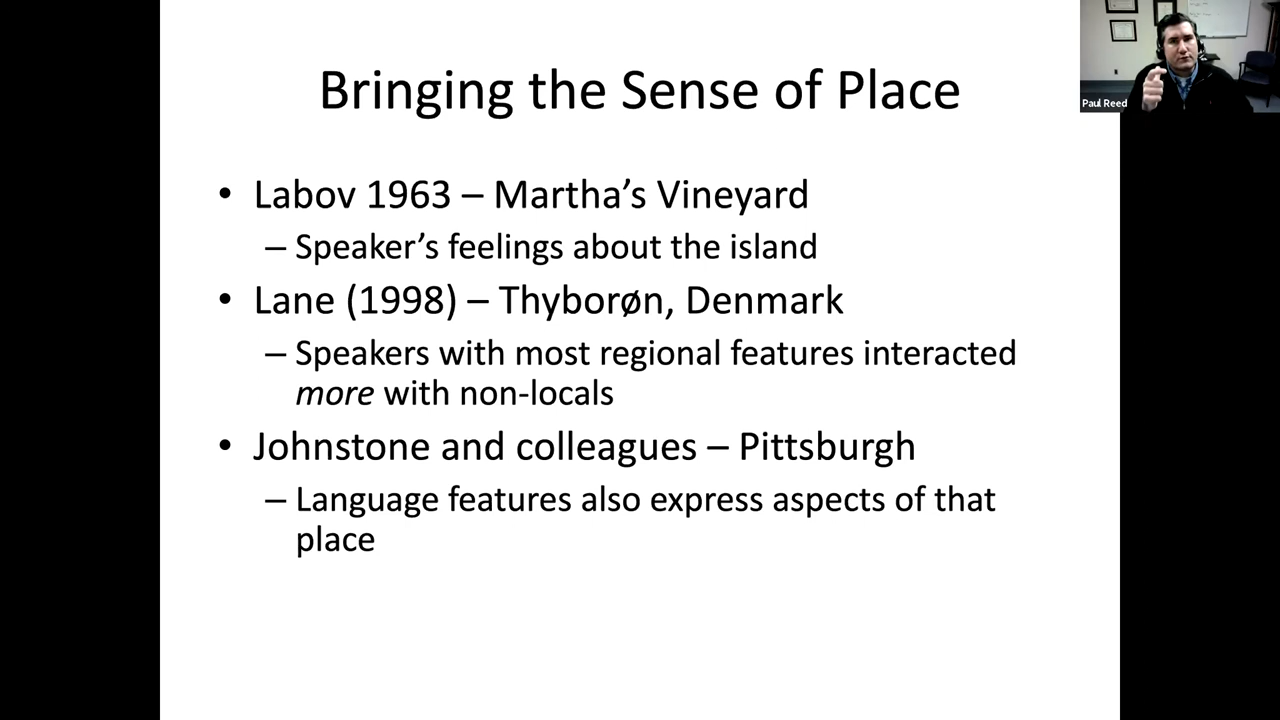 Bringing the Sense of Place
Paul Reed
• Labov 1963 – Martha’s Vineyard
– Speaker’s feelings about the island
• Lane (1998) – Thyborøn, Denmark
– Speakers with most regional features interacted
more with non-locals
• Johnstone and colleagues – Pittsburgh
– Language features also express aspects of that
place